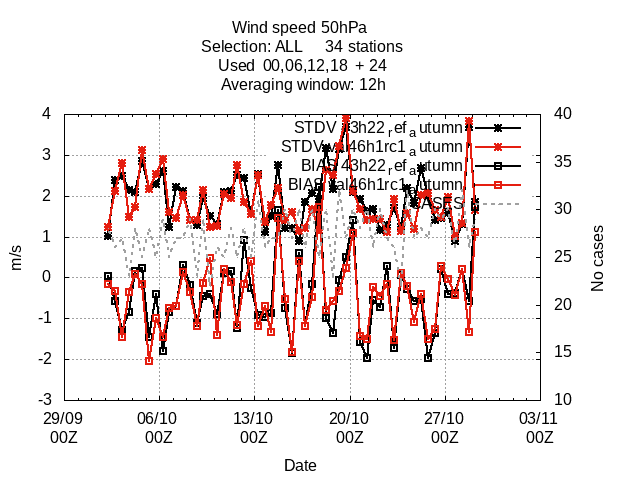 Wind speed 50hPa
Selection: ALL 34 stations
Used 00,06,12,18 + 24
Averaging window: 12h
4
3
2
1
0
-1
-2
-3
m/s
40
35
30
25
20
15
10
No cases
STDV 43h22_ref_autumn
STDV val46h1rc1_autumn
BIAS 43h22_ref_autumn
BIAS val46h1rc1_autumn
CASES
29/09 06/10 13/10 20/10 27/10 03/11
00Z 00Z 00Z 00Z 00Z 00Z
Date